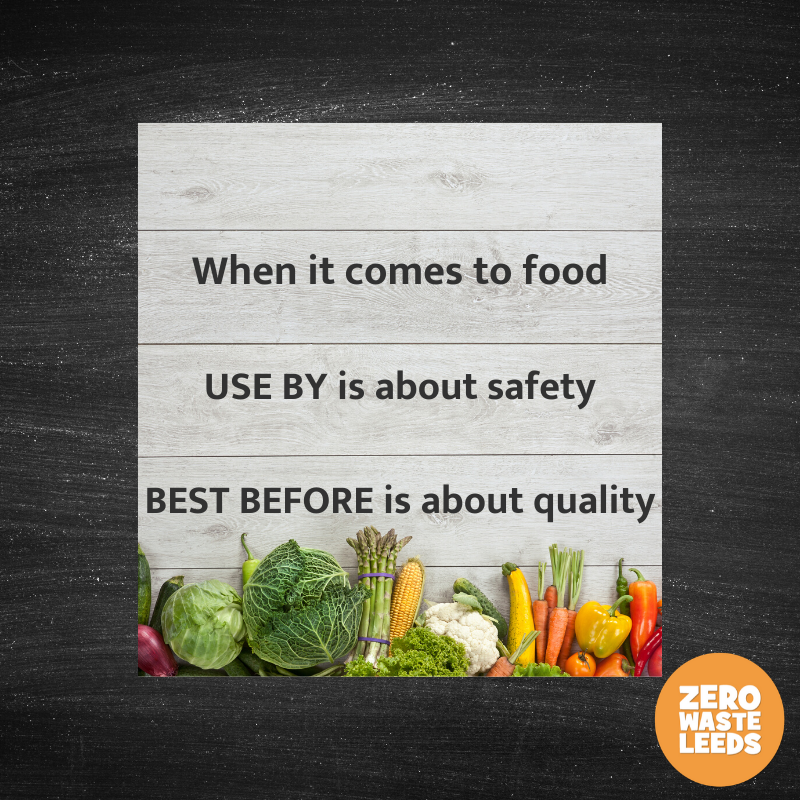 When it comes to food
USE BY is about safety
BEST BEFORE is about quality
ZERO
WASTE
LEEDS